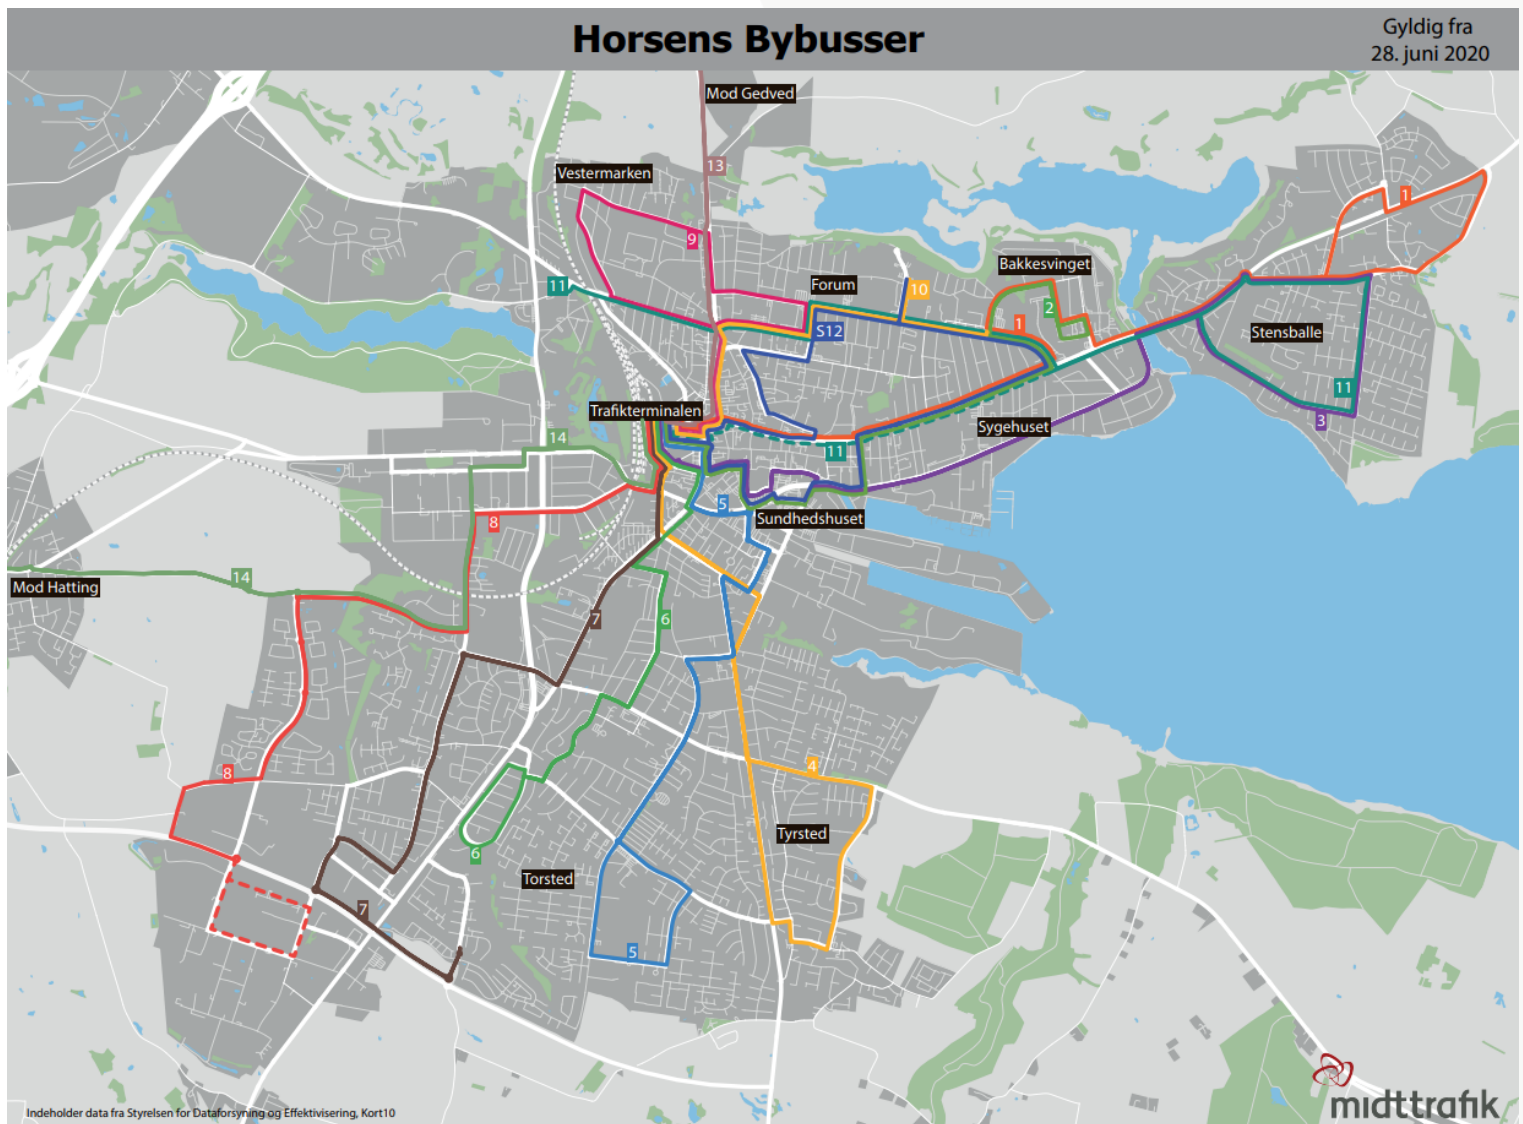 Horsens Bybusser
Gyldig fra
28. juni 2020
Mod Gedved
13
Vestermarken
1
9
Bakkesvinget
11
Forum
10
2
1
S12
Stensballe
11
Trafikterminalen
3
Sygehuset
14
11
5
8
Sundhedshuset
14
Mod Hatting
7
6
4
8
Tyrsted
6
Torsted
7
5
Indeholder data fra Styrelsen for Dataforsyning og Effektivisering, Kort10
midttrafik